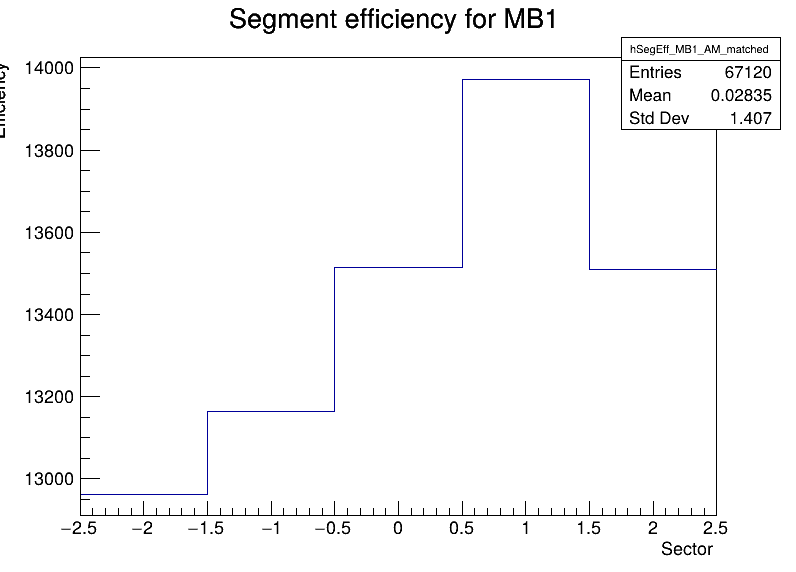 Segment efficiency for MB1
hSegEff_MB1_AM_matched
Entries 67120
Mean 0.02835
Std Dev 1.407
Efficiency
14000
13800
13600
13400
13200
13000
−2.5 −2 −1.5 −1 −0.5 0 0.5 1 1.5 2 2.5
Sector